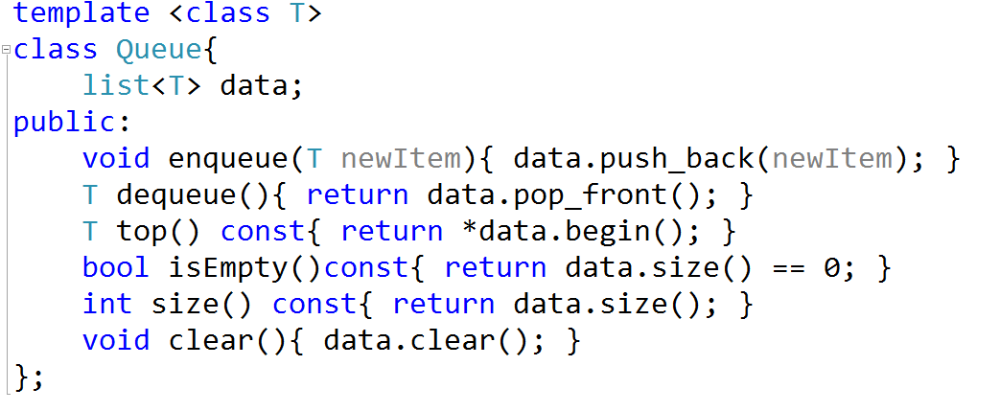 template <class T>
class Queue{
    list<T> data;
public:
    void enqueue(T newItem){ data.push_back(newItem); }
    T dequeue(){ return data.pop_front(); }
    T top() const{ return *data.begin(); }
    bool isEmpty()const{ return data.size() == 0; }
    int size() const{ return data.size(); }
    void clear(){ data.clear(); }
};